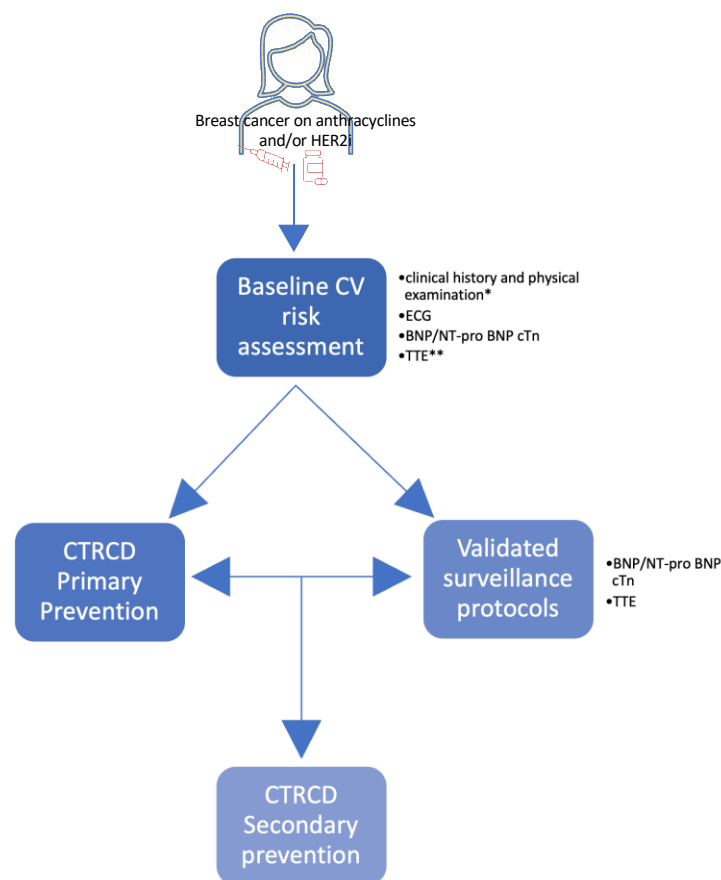 Breast cancer on anthracyclines
and/or HER2i
Baseline CV
risk
assessment
•clinical history and physical
examination*
•ECG
•BNP/NT-pro BNP cTn
•TTE**
CTRCD
Primary
Prevention
Validated
surveillance
protocols
•BNP/NT-pro BNP
cTn
•TTE
CTRCD
Secondary
prevention